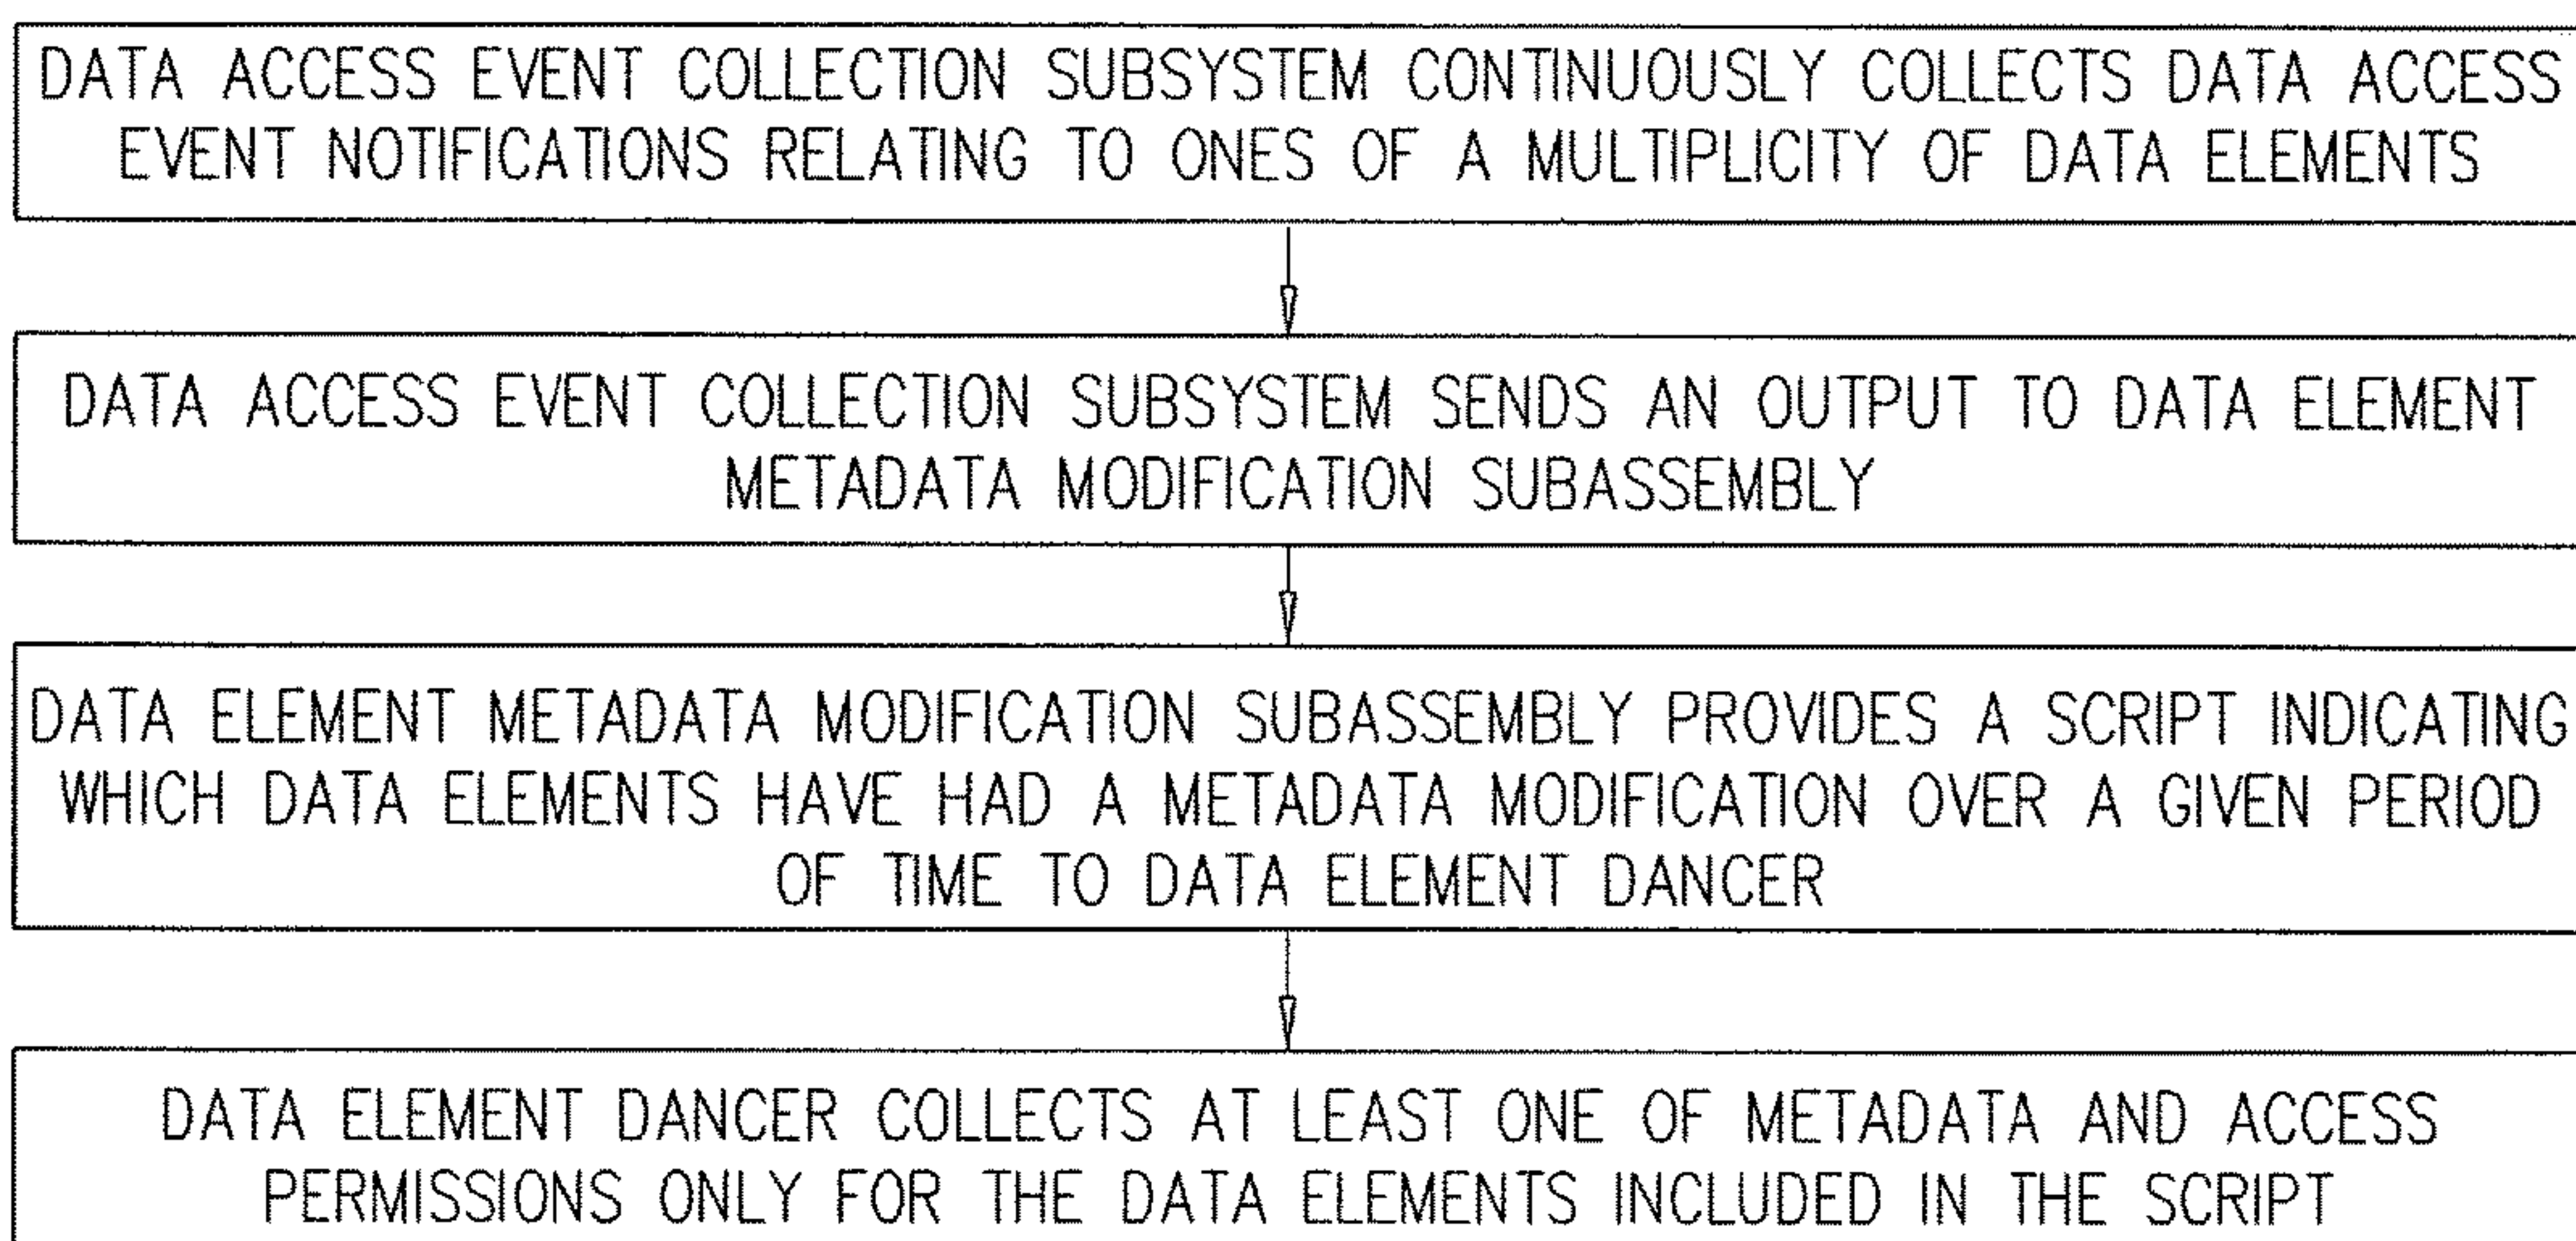 DATA ACCESS EVENT COLLECTION SUBSYSTEM CONTINUOUSLY COLLECTS DATA ACCESS
EVENT NOTIFICATIONS RELATING TO ONES OF A MULTIPLICITY OF DATA ELEMENTS
DATA ACCESS EVENT COLLECTION SUBSYSTEM SENDS AN OUTPUT TO DATA ELEMENT
METADATA MODIFICATION SUBASSEMBLY
DATA ELEMENT METADATA MODIFICATION SUBASSEMBLY PROVIDES A SCRIPT INDICATING
WHICH DATA ELEMENTS HAVE HAD A METADATA MODIFICATION OVER A GIVEN PERIOD
OF TIME TO DATA ELEMENT DANCER
DATA ELEMENT DANCER COLLECTS AT LEAST ONE OF METADATA AND ACCESS
PERMISSIONS ONLY FOR THE DATA ELEMENTS INCLUDED IN THE SCRIPT